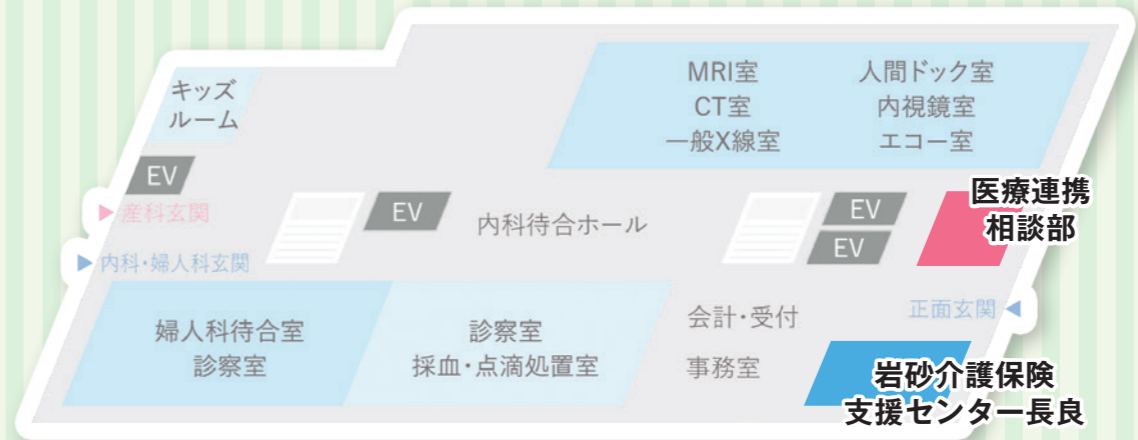 キッズ
ルーム
MRI室
CT室
一般X線室
人間ドック室
内視鏡室
エコー室
EV
▶産科玄関
▶内科・婦人科玄関
EV
内科待合ホール
EV
EV
医療連携
相談部
正面玄関◀
婦人科待合室
診察室
診察室
採血・点滴処置室
会計・受付
事務室
岩砂介護保険
支援センター長良